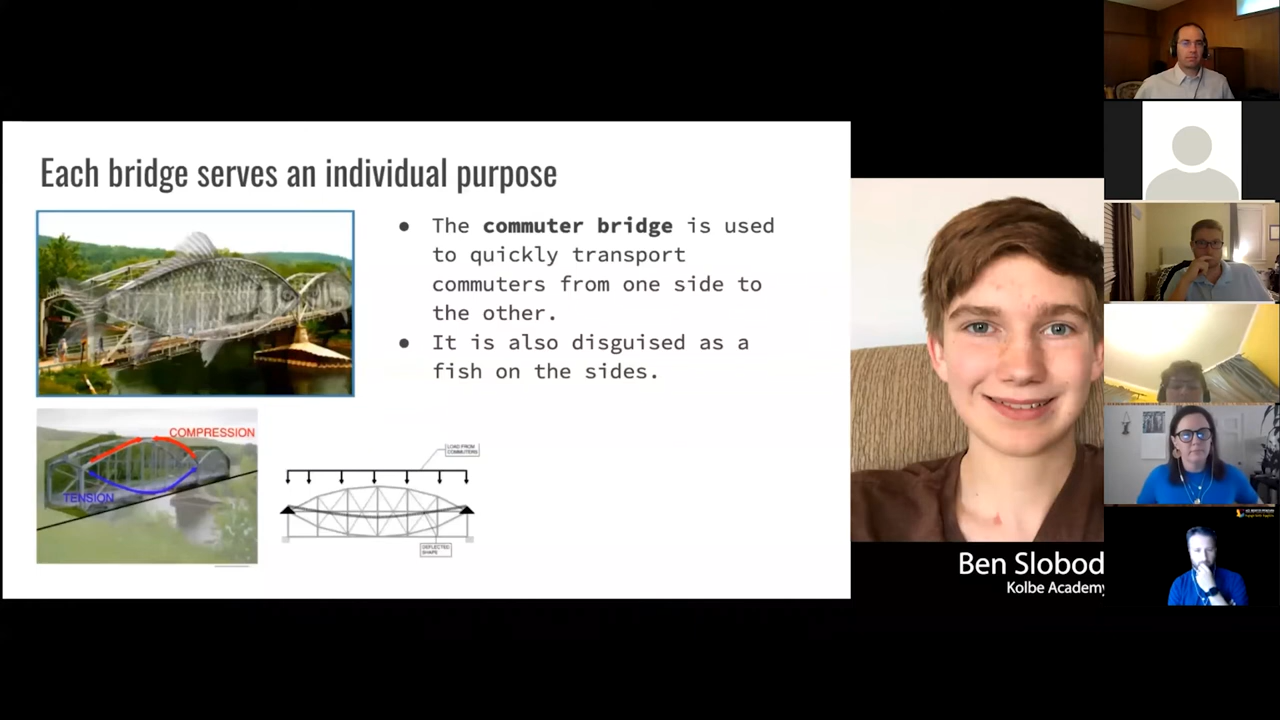 Each bridge serves an individual purpose
● The commuter bridge is used
to quickly transport
commuters from one side to
the other.
● It is also disguised as a
fish on the sides.
COMPRESSION
TENSION
LOAD FROM
COMMUTERS
DEFLECTED
SHAPE
Ben Slobod
Kolbe Academy